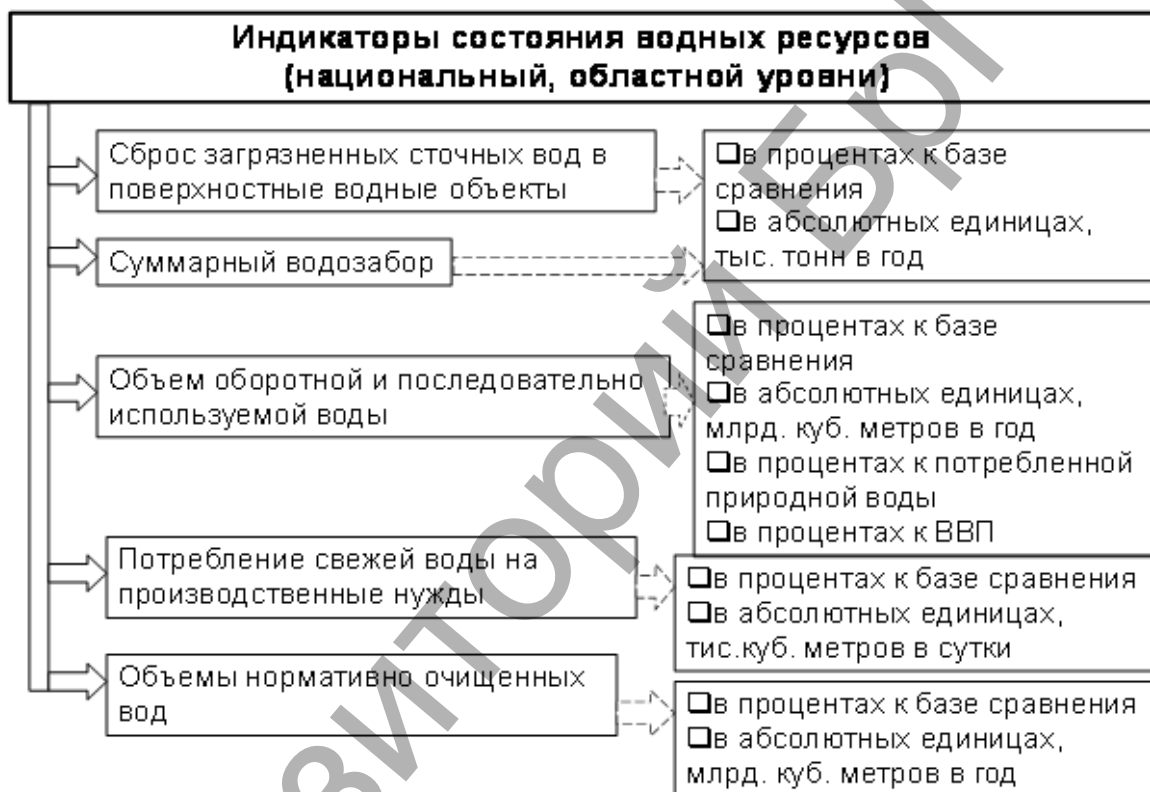 Индикаторы состояния водных ресурсов
(национальный, областной уровни)
Сброс загрязненных сточных вод в
поверхностные водные объекты
❑в процентах к базе
сравнения
❑в абсолютных единицах,
тыс. тонн в год
Суммарный водозабор
Объем оборотной и последовательно
используемой воды
❑в процентах к базе
сравнения
❑в абсолютных единицах,
млрд. куб. метров в год
❑в процентах к потребленной
природной воды
❑в процентах к ВВП
Потребление свежей воды на
производственные нужды
❑в процентах к базе сравнения
❑в абсолютных единицах,
тис.куб. метров в сутки
Объемы нормативно очищенных
вод
❑в процентах к базе сравнения
❑в абсолютных единицах,
млрд. куб. метров в год